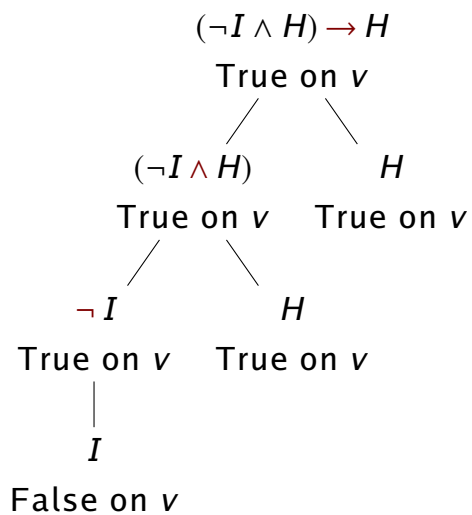 (¬I ∧ H) → H
True on v
(¬I ∧ H) H
True on v True on v
¬ I H
True on v True on v
I
False on v